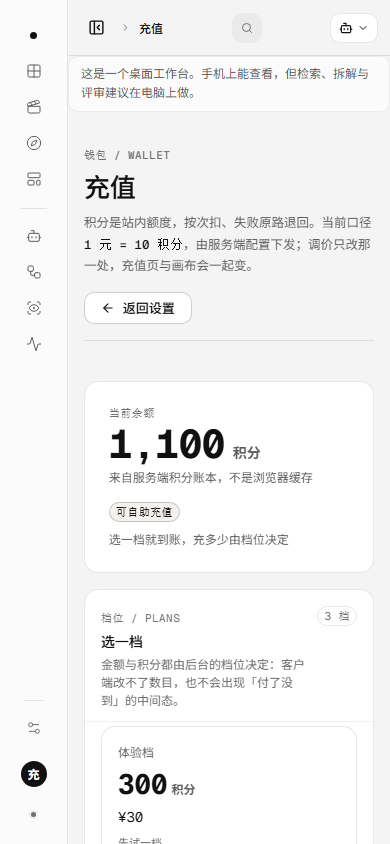 充值
这是一个桌面工作台。手机上能查看，但检索、拆解与
评审建议在电脑上做。
钱包 / WALLET
充值
积分是站内额度，按次扣、失败原路退回。当前口径
1 元 = 10 积分，由服务端配置下发；调价只改那
一处，充值页与画布会一起变。
← 返回设置
当前余额
1,100 积分
来自服务端积分账本，不是浏览器缓存
可自助充值
选一档就到账，充多少由档位决定
档位 / PLANS
3 档
选一档
金额与积分都由后台的档位决定：客户
端改不了数目，也不会出现「付了没
到」的中间态。
体验档
300 积分
¥30
先试一档
充